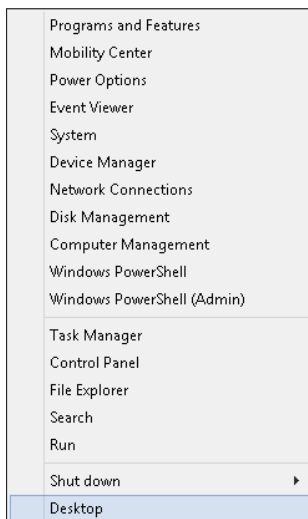 Programs and Features
Mobility Center
Power Options
Event Viewer
System
Device Manager
Network Connections
Disk Management
Computer Management
Windows PowerShell
Windows PowerShell (Admin)
Task Manager
Control Panel
File Explorer
Search
Run
Shut down
Desktop